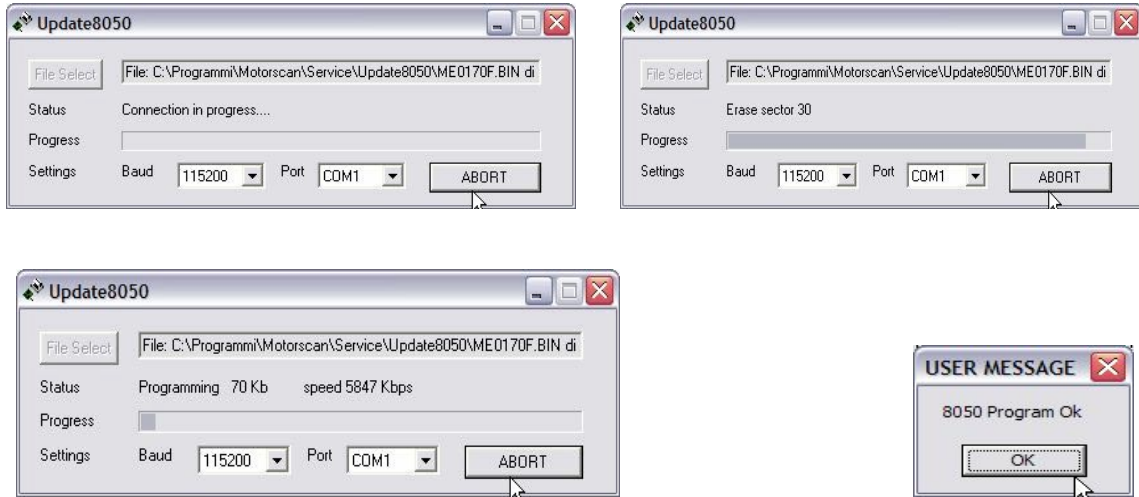 Update8050
File Select File: C:\Programmi\Motorscan\Service\Update8050\ME0170F.BIN di
Status Connection in progress....
Progress
Settings Baud 115200 Port COM1 ABORT
Update8050
File Select File: C:\Programmi\Motorscan\Service\Update8050\ME0170F.BIN di
Status Erase sector 30
Progress
Settings Baud 115200 Port COM1 ABORT
Update8050
File Select File: C:\Programmi\Motorscan\Service\Update8050\ME0170F.BIN di
Status Programming 70 Kb speed 5847 Kbps
Progress
Settings Baud 115200 Port COM1 ABORT
USER MESSAGE
8050 Program Ok
OK